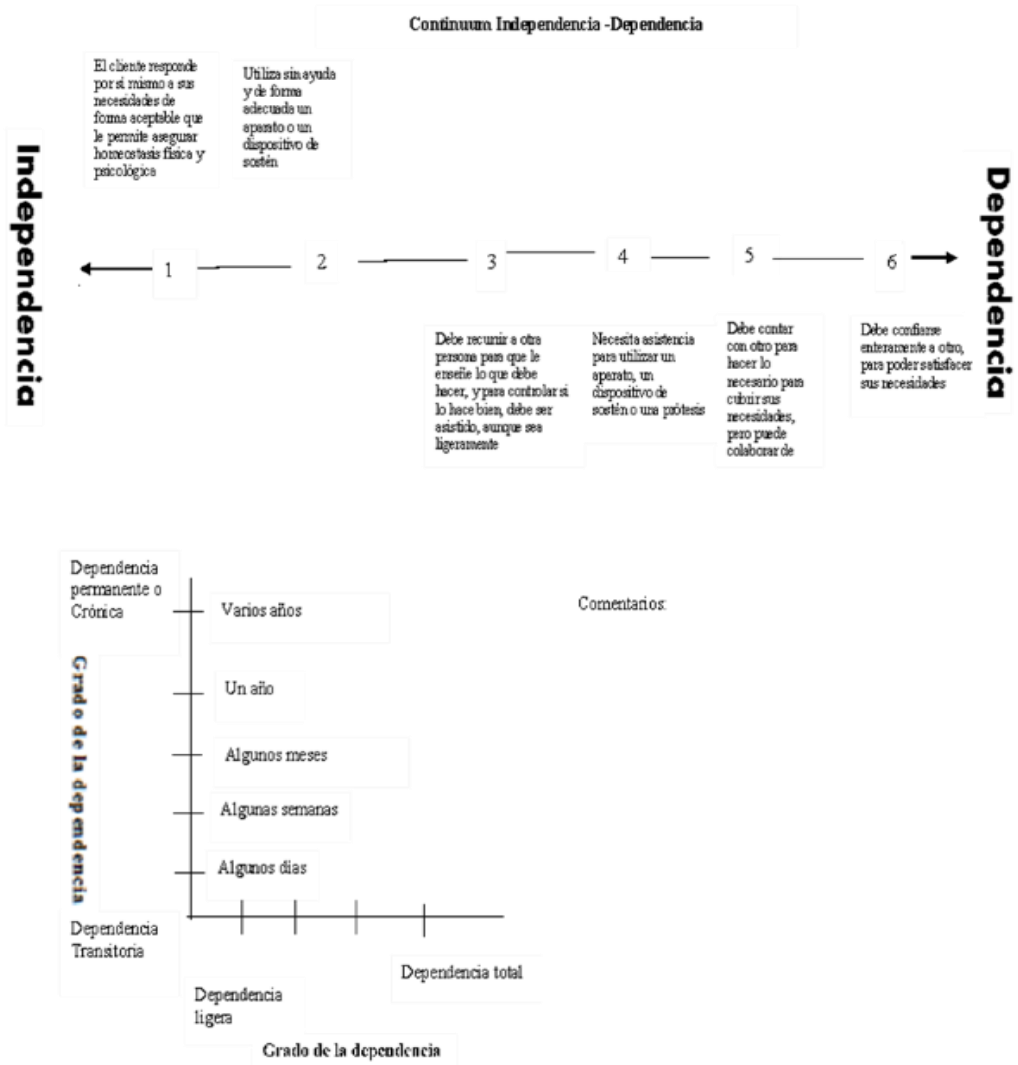 Continuum Independencia -Dependencia
El cliente responde
por si mismo a sus
necesidades de
forma aceptable que
le permite asegurar
homeostasis física y
psicológica
Utiliza sin ayuda
y de forma
adecuada un
aparato o un
dispositivo de
sostén
Independencia
Dependencia
1
2
3
4
5
6
Debe recurrir a otra
persona para que le
enseñe lo que debe
hacer, y para controlar si
lo hace bien, debe ser
asistido, aunque sea
ligeramente
Necesita asistencia
para utilizar un
aparato, un
dispositivo de
sostén o una prótesis
Debe contar
con otro para
hacer lo
necesario para
cubrir sus
necesidades,
pero puede
colaborar de
Debe confiarse
enteramente a otro,
para poder satisfacer
sus necesidades
Dependencia
permanente o
Crónica
Grado de la dependencia
Varios años
Un año
Algunos meses
Algunas semanas
Algunos dias
Comentarios:
Dependencia
Transitoria
Dependencia
ligera
Dependencia total
Grado de la dependencia